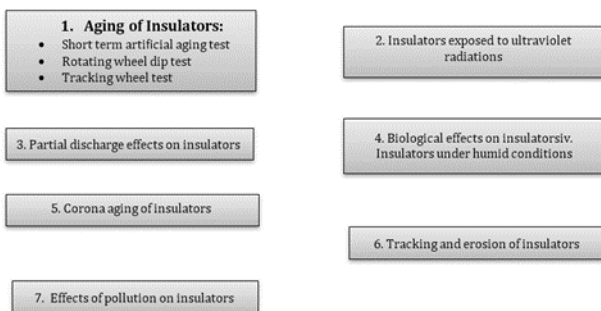 1. Aging of Insulators:
• Short term artificial aging test
• Rotating wheel dip test
• Tracking wheel test
2. Insulators exposed to ultraviolet
radiations
3. Partial discharge effects on insulators
4. Biological effects on insulatorsiv.
Insulators under humid conditions
5. Corona aging of insulators
6. Tracking and erosion of insulators
7. Effects of pollution on insulators